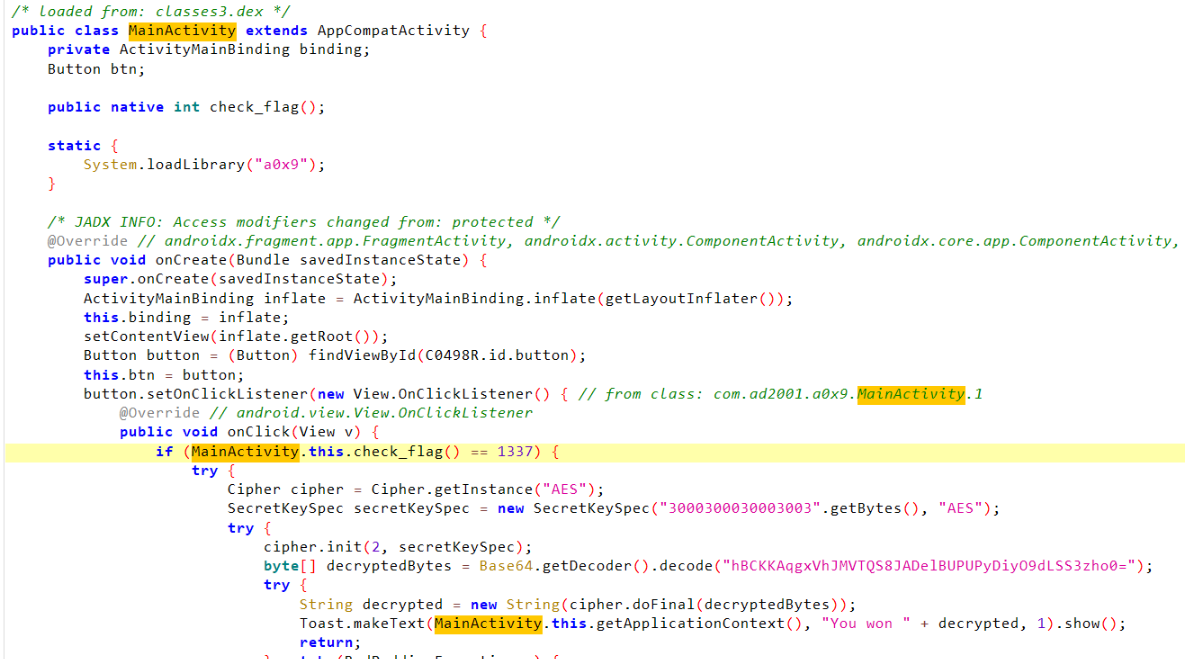 /* loaded from: classes3.dex */
public class MainActivity extends AppCompatActivity {
    private ActivityMainBinding binding;
    Button btn;

    public native int check_flag();

    static {
        System.loadLibrary("a0x9");
    }

    /* JADX INFO: Access modifiers changed from: protected */
    @Override // androidx.fragment.app.FragmentActivity, androidx.activity.ComponentActivity, androidx.core.app.ComponentActivity,
    public void onCreate(Bundle savedInstanceState) {
        super.onCreate(savedInstanceState);
        ActivityMainBinding inflate = ActivityMainBinding.inflate(getLayoutInflater());
        this.binding = inflate;
        setContentView(inflate.getRoot());
        Button button = (Button) findViewById(C0498R.id.button);
        this.btn = button;
        button.setOnClickListener(new View.OnClickListener() { // from class: com.ad2001.a0x9.MainActivity.1
            @Override // android.view.View.OnClickListener
            public void onClick(View v) {
                if (MainActivity.this.check_flag() == 1337) {
                    try {
                        Cipher cipher = Cipher.getInstance("AES");
                        SecretKeySpec secretKeySpec = new SecretKeySpec("3000300030003003".getBytes(), "AES");
                        try {
                            cipher.init(2, secretKeySpec);
                            byte[] decryptedBytes = Base64.getDecoder().decode("hBCKKAqgxVhJMVTQS8JADelBUPUPyDiyO9dLSS3zho0=");
                            try {
                                String decrypted = new String(cipher.doFinal(decryptedBytes));
                                Toast.makeText(MainActivity.this.getApplicationContext(), "You won " + decrypted, 1).show();
                                return;